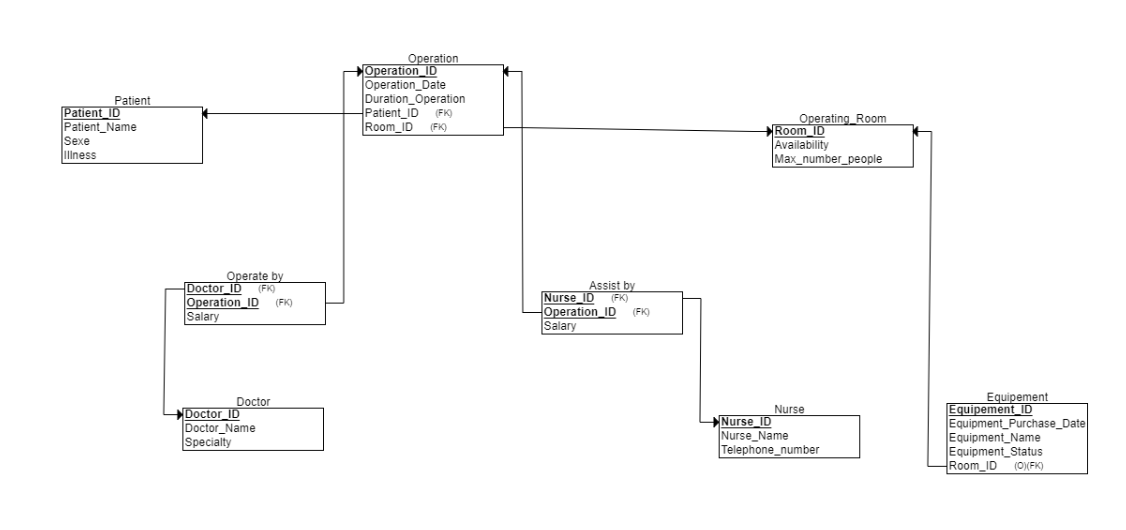 Operation
Operation_ID
Operation_Date
Duration_Operation
Patient_ID (FK)
Room_ID (FK)
Patient
Patient_ID
Patient_Name
Sexe
Illness
Operating_Room
Room_ID
Availability
Max_number_people
Operate by
Doctor_ID (FK)
Operation_ID (FK)
Salary
Assist by
Nurse_ID (FK)
Operation_ID (FK)
Salary
Doctor
Doctor_ID
Doctor_Name
Specialty
Nurse
Nurse_ID
Nurse_Name
Telephone_number
Equipement
Equipement_ID
Equipment_Purchase_Date
Equipment_Name
Equipment_Status
Room_ID (O)(FK)